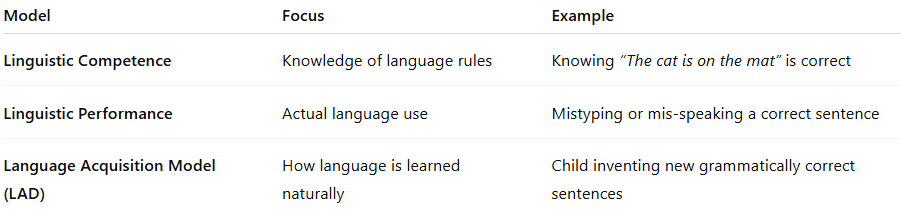 Model Focus Example
Linguistic Competence Knowledge of language rules Knowing “The cat is on the mat” is correct
Linguistic Performance Actual language use Mistyping or mis-speaking a correct sentence
Language Acquisition Model How language is learned Child inventing new grammatically correct
(LAD) naturally sentences